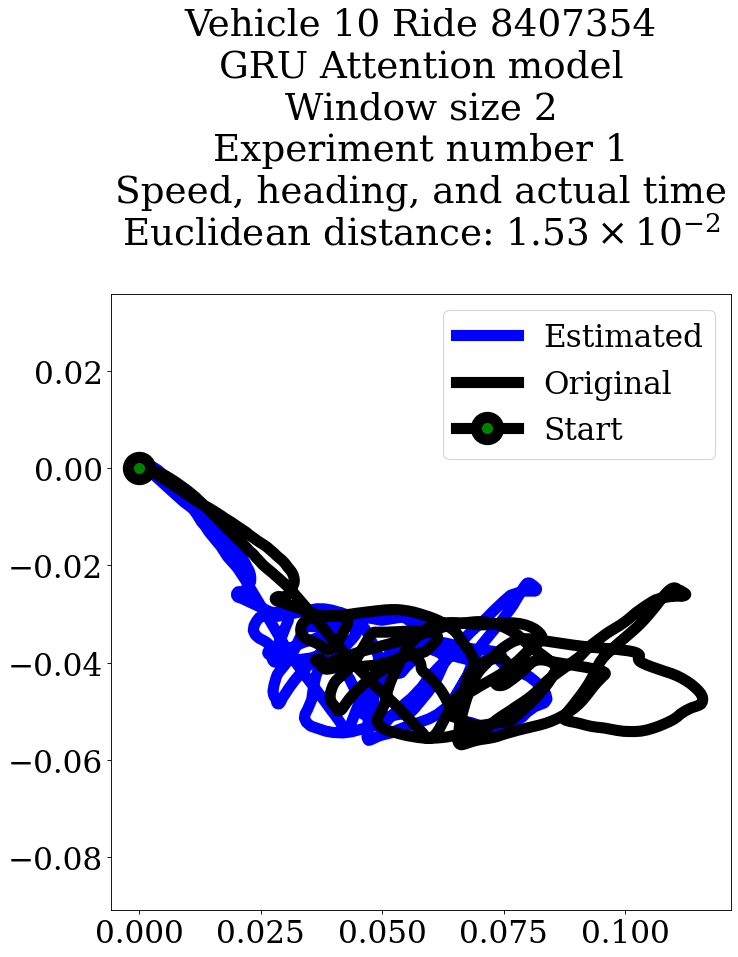 Vehicle 10 Ride 8407354
GRU Attention model
Window size 2
Experiment number 1
Speed, heading, and actual time
Euclidean distance: 1.53 × 10⁻²
Estimated
Original
Start
0.02
0.00
−0.02
−0.04
−0.06
−0.08
0.000 0.025 0.050 0.075 0.100